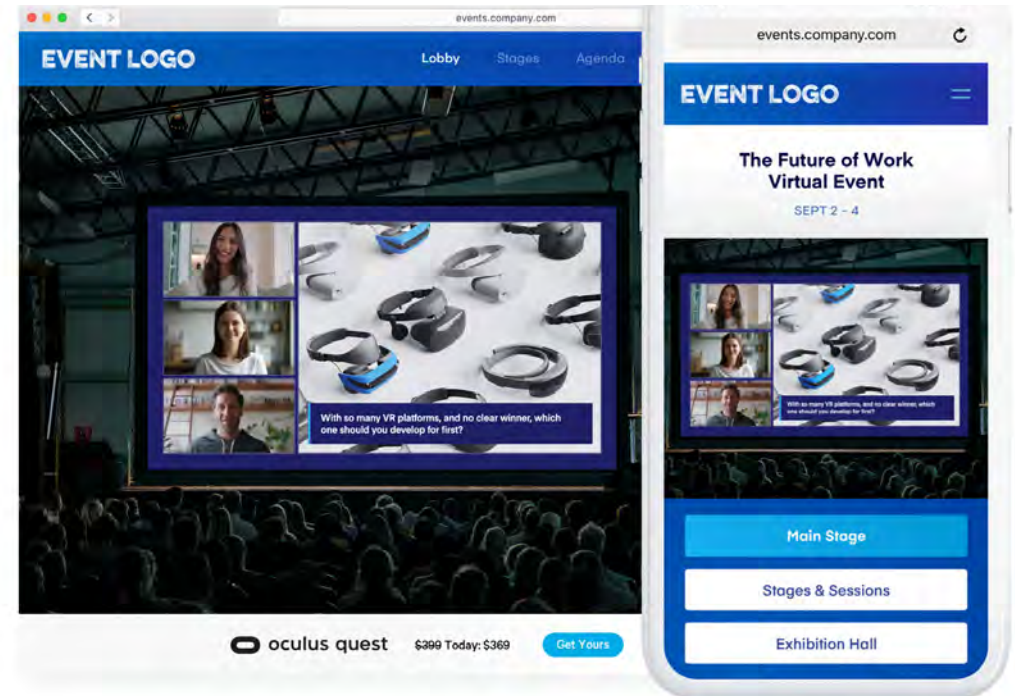 events.company.com
EVENT LOGO
Lobby
Stages
Agenda
With so many VR platforms, and no clear winner, which
one should you develop for first?
oculus quest
$399 Today: $369
Get Yours
events.company.com
EVENT LOGO
The Future of Work
Virtual Event
SEPT 2 - 4
With so many VR platforms, and no clear winner, which
one should you develop for first?
Main Stage
Stages & Sessions
Exhibition Hall